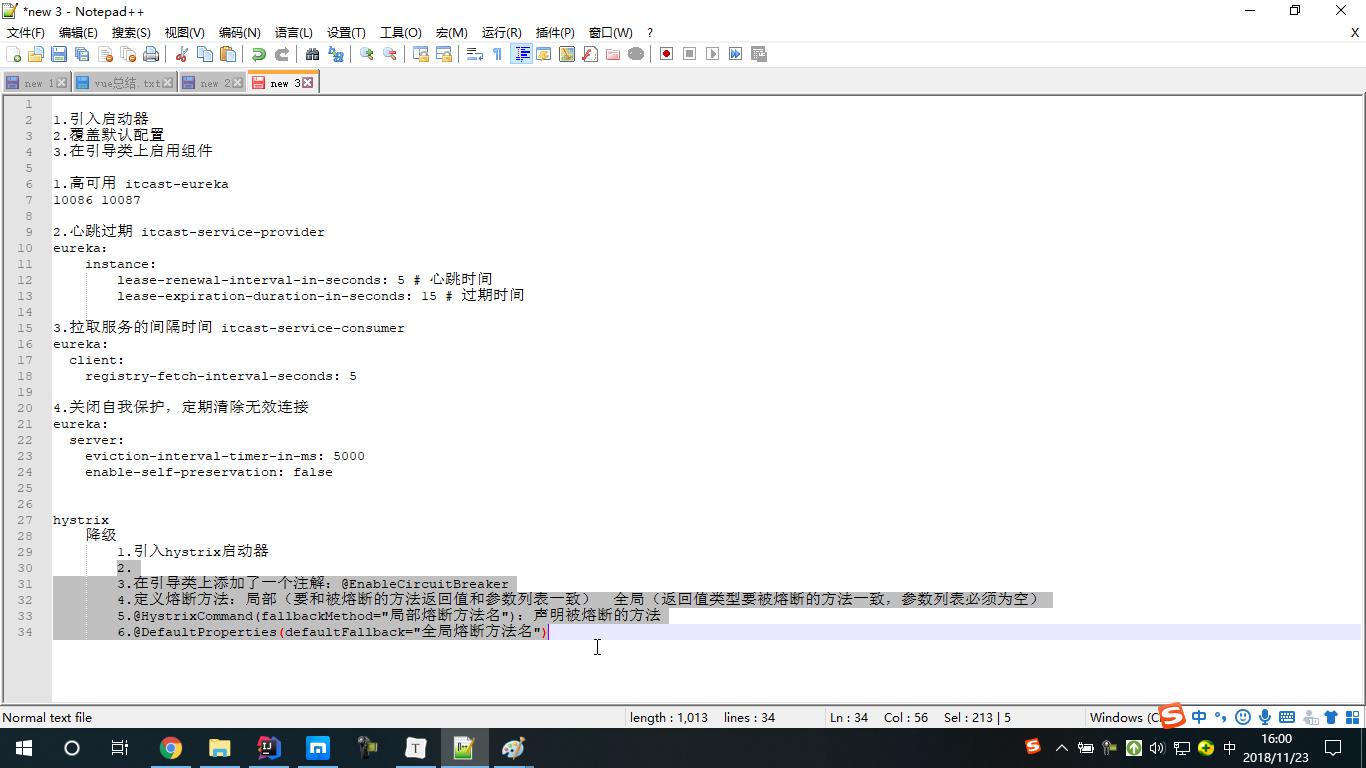 *new 3 - Notepad++
文件(F) 编辑(E) 搜索(S) 视图(V) 编码(N) 语言(L) 设置(T) 工具(O) 宏(M) 运行(R) 插件(P) 窗口(W) ? X
new 1 vue总结.txt new 2 new 3
1
2 1.引入启动器
3 2.覆盖默认配置
4 3.在引导类上启用组件
5
6 1.高可用 itcast-eureka
7 10086 10087
8
9 2.心跳过期 itcast-service-provider
10 eureka:
11 instance:
12 lease-renewal-interval-in-seconds: 5 # 心跳时间
13 lease-expiration-duration-in-seconds: 15 # 过期时间
14
15 3.拉取服务的间隔时间 itcast-service-consumer
16 eureka:
17 client:
18 registry-fetch-interval-seconds: 5
19
20 4.关闭自我保护，定期清除无效连接
21 eureka:
22 server:
23 eviction-interval-timer-in-ms: 5000
24 enable-self-preservation: false
25
26
27 hystrix
28 降级
29 1.引入hystrix启动器
30 2.
31 3.在引导类上添加了一个注解：@EnableCircuitBreaker
32 4.定义熔断方法：局部（要和被熔断的方法返回值和参数列表一致） 全局（返回值类型要被熔断的方法一致，参数列表必须为空）
33 5.@HystrixCommand(fallbackMethod="局部熔断方法名")：声明被熔断的方法
34 6.@DefaultProperties(defaultFallback="全局熔断方法名")
Normal text file length : 1,013 lines : 34 Ln : 34 Col : 56 Sel : 213 | 5 Windows (C 中
中 16:00
2018/11/23